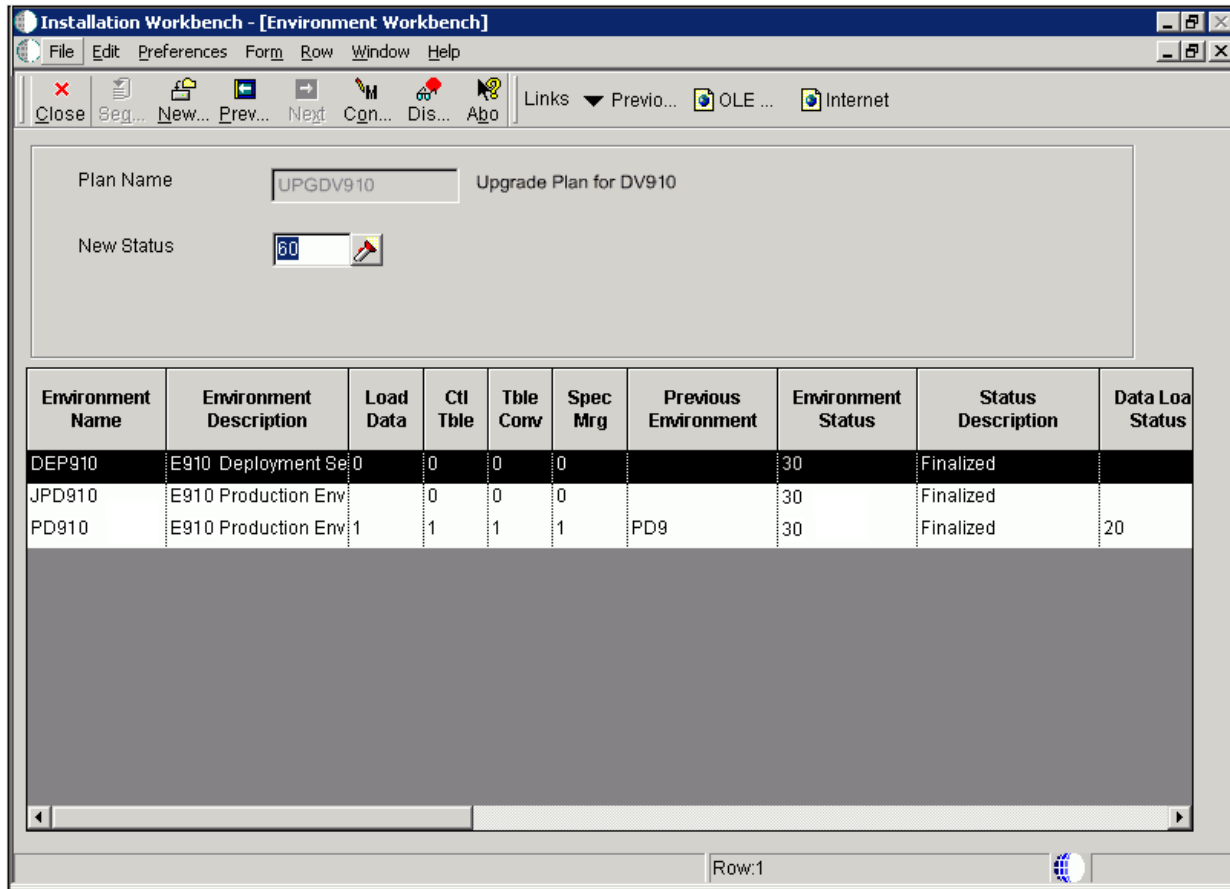 Installation Workbench - [Environment Workbench]
File Edit Preferences Form Row Window Help
Close Seq... New... Prev... Next Con... Dis... Abo Links Previo... OLE ... Internet
Plan Name UPGDV910 Upgrade Plan for DV910
New Status 60
Environment Name Environment Description Load Data Ctl Tble Tble Conv Spec Mrg Previous Environment Environment Status Status Description Data Loa Status
DEP910 E910 Deployment Se 0 0 0 0 30 Finalized
JPD910 E910 Production Env 0 0 0 30 Finalized
PD910 E910 Production Env 1 1 1 1 PD9 30 Finalized 20
Row:1